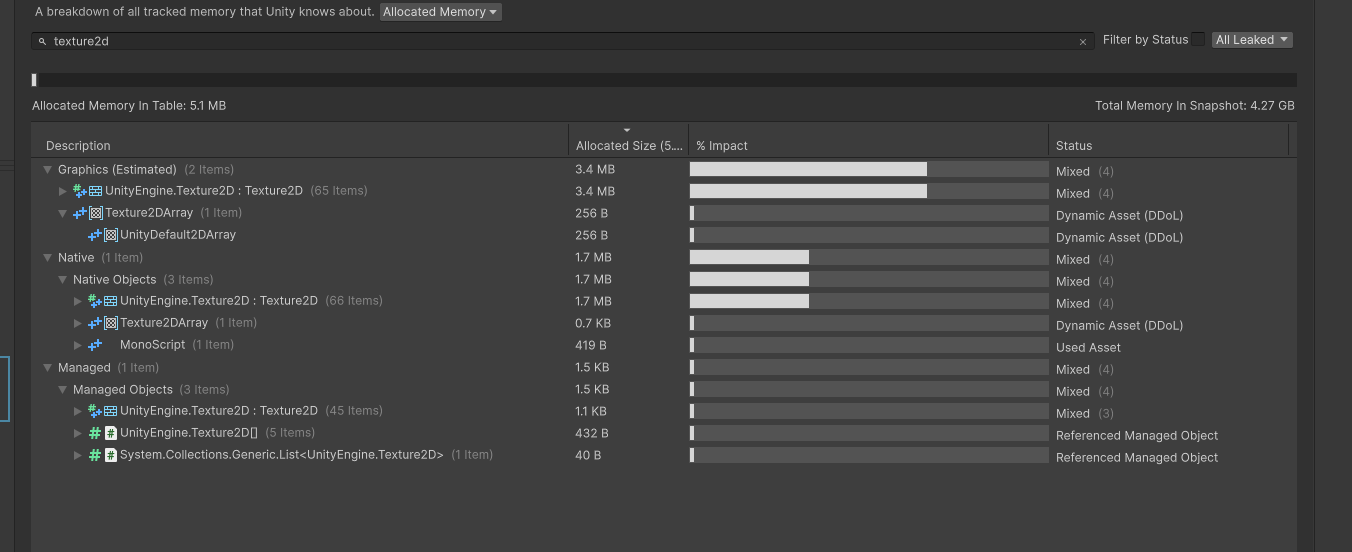 A breakdown of all tracked memory that Unity knows about. Allocated Memory
texture2d Filter by Status All Leaked
Allocated Memory In Table: 5.1 MB Total Memory In Snapshot: 4.27 GB
Description Allocated Size (5.... % Impact Status
Graphics (Estimated) (2 Items) 3.4 MB Mixed (4)
UnityEngine.Texture2D : Texture2D (65 Items) 3.4 MB Mixed (4)
Texture2DArray (1 Item) 256 B Dynamic Asset (DDoL)
UnityDefault2DArray 256 B Dynamic Asset (DDoL)
Native (1 Item) 1.7 MB Mixed (4)
Native Objects (3 Items) 1.7 MB Mixed (4)
UnityEngine.Texture2D : Texture2D (66 Items) 1.7 MB Mixed (4)
Texture2DArray (1 Item) 0.7 KB Dynamic Asset (DDoL)
MonoScript (1 Item) 419 B Used Asset
Managed (1 Item) 1.5 KB Mixed (4)
Managed Objects (3 Items) 1.5 KB Mixed (4)
UnityEngine.Texture2D : Texture2D (45 Items) 1.1 KB Mixed (3)
UnityEngine.Texture2D[] (5 Items) 432 B Referenced Managed Object
System.Collections.Generic.List<UnityEngine.Texture2D> (1 Item) 40 B Referenced Managed Object